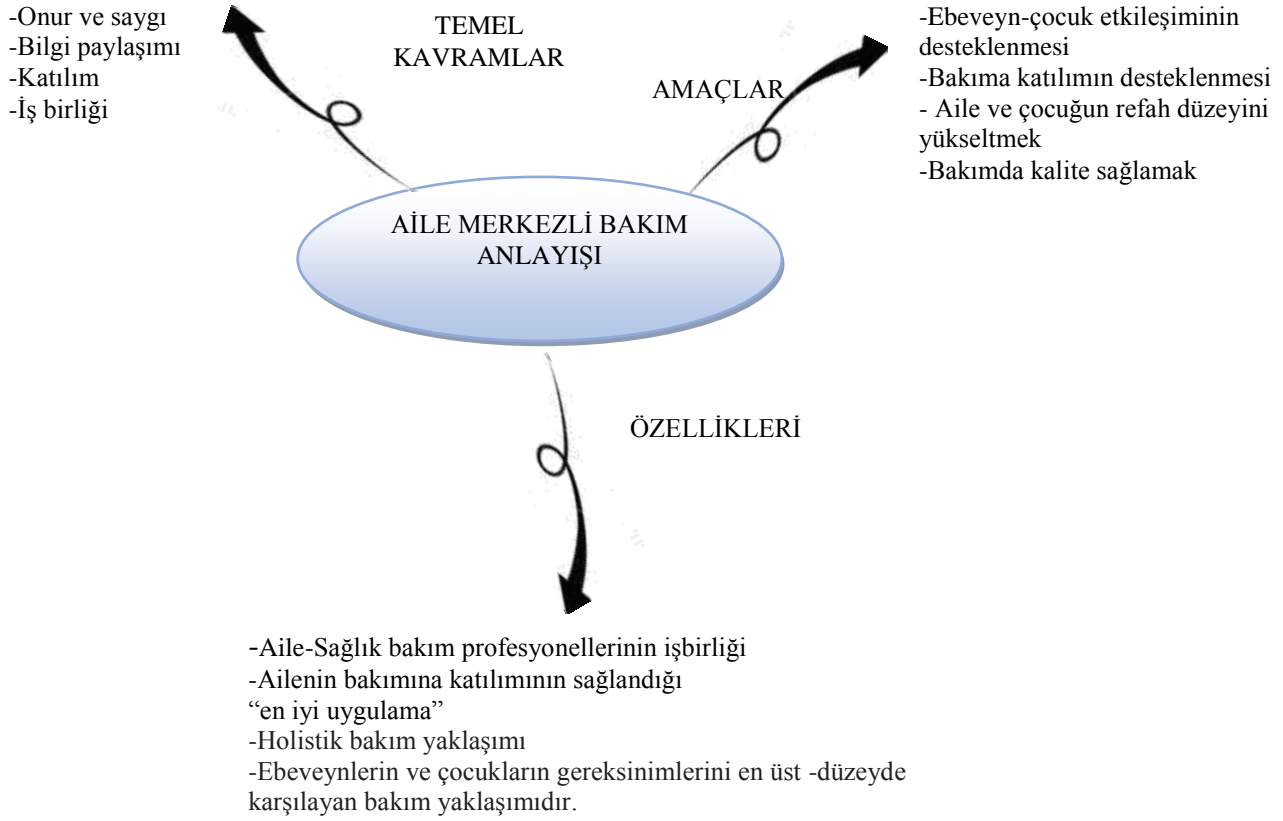 -Onur ve saygı
-Bilgi paylaşımı
-Katılım
-İş birliği
TEMEL
KAVRAMLAR
AMAÇLAR
-Ebeveyn-çocuk etkileşiminin
desteklenmesi
-Bakıma katılımın desteklenmesi
- Aile ve çocuğun refah düzeyini
yükseltmek
-Bakımda kalite sağlamak
AİLE MERKEZLİ BAKIM
ANLAYIŞI
ÖZELLİKLERİ
-Aile-Sağlık bakım profesyonellerinin işbirliği
-Ailenin bakımına katılımının sağlandığı
“en iyi uygulama”
-Holistik bakım yaklaşımı
-Ebeveynlerin ve çocukların gereksinimlerini en üst -düzeyde
karşılayan bakım yaklaşımıdır.